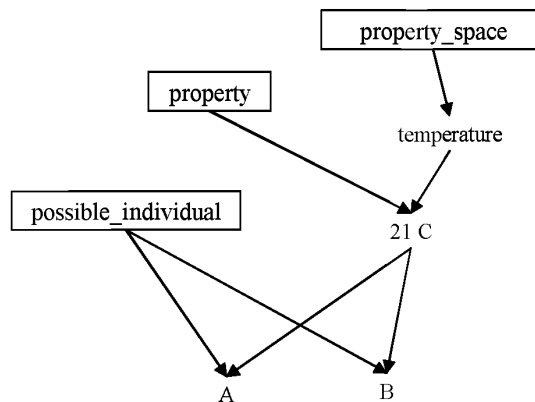 property_space
property
temperature
possible_individual
21 C
A
B